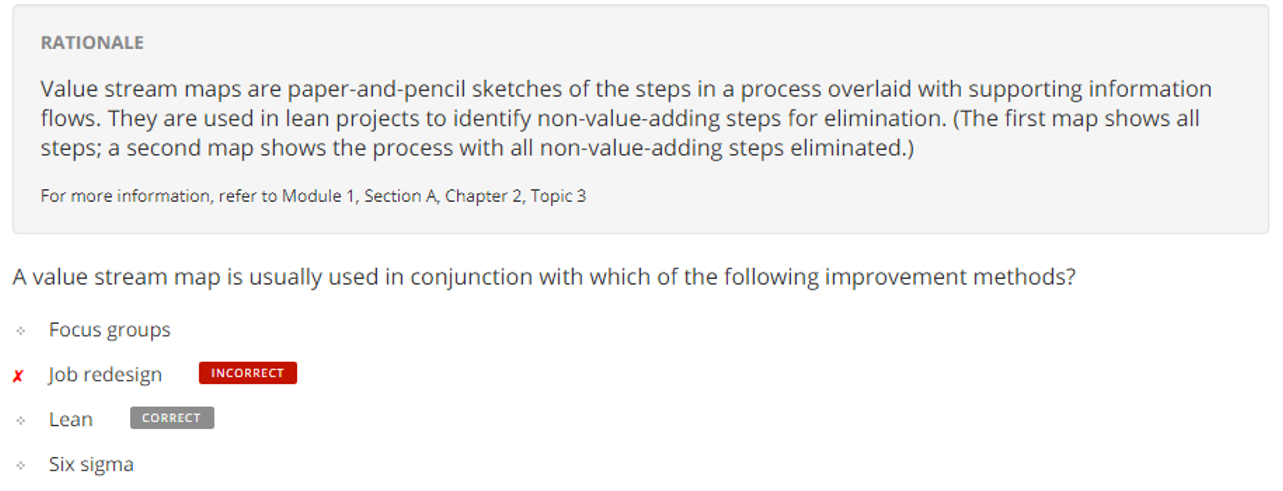 RATIONALE
Value stream maps are paper-and-pencil sketches of the steps in a process overlaid with supporting information
flows. They are used in lean projects to identify non-value-adding steps for elimination. (The first map shows all
steps; a second map shows the process with all non-value-adding steps eliminated.)
For more information, refer to Module 1, Section A, Chapter 2, Topic 3
A value stream map is usually used in conjunction with which of the following improvement methods?
Focus groups
✗ Job redesign INCORRECT
Lean CORRECT
Six sigma